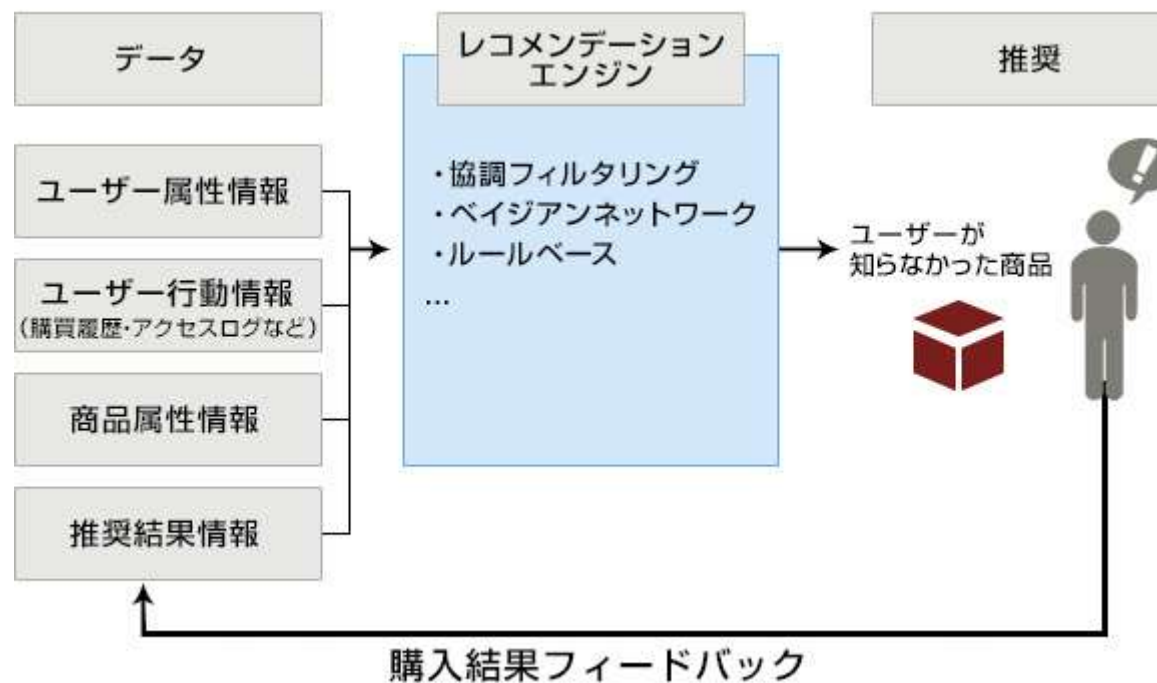 データ
レコメンデーション
エンジン
推奨
ユーザー属性情報
ユーザー行動情報
(購買履歴・アクセスログなど)
商品属性情報
推奨結果情報
・協調フィルタリング
・ベイジアンネットワーク
・ルールベース
…
ユーザーが
知らなかった商品
!
購入結果フィードバック